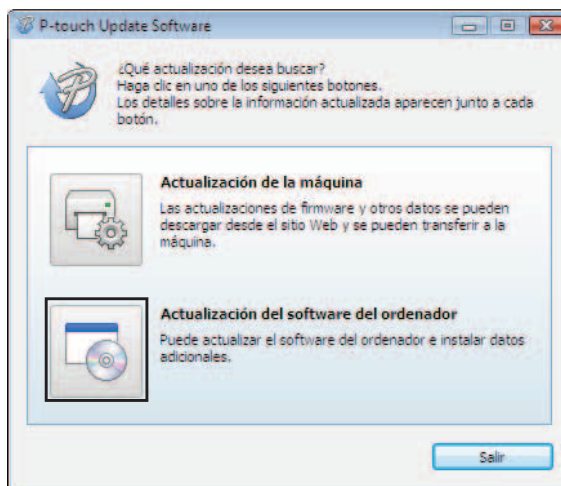 P-touch Update Software
¿Qué actualización desea buscar?
Haga clic en uno de los siguientes botones.
Los detalles sobre la información actualizada aparecen junto a cada
botón.
Actualización de la máquina
Las actualizaciones de firmware y otros datos se pueden
descargar desde el sitio Web y se pueden transferir a la
máquina.
Actualización del software del ordenador
Puede actualizar el software del ordenador e instalar datos
adicionales.
Salir